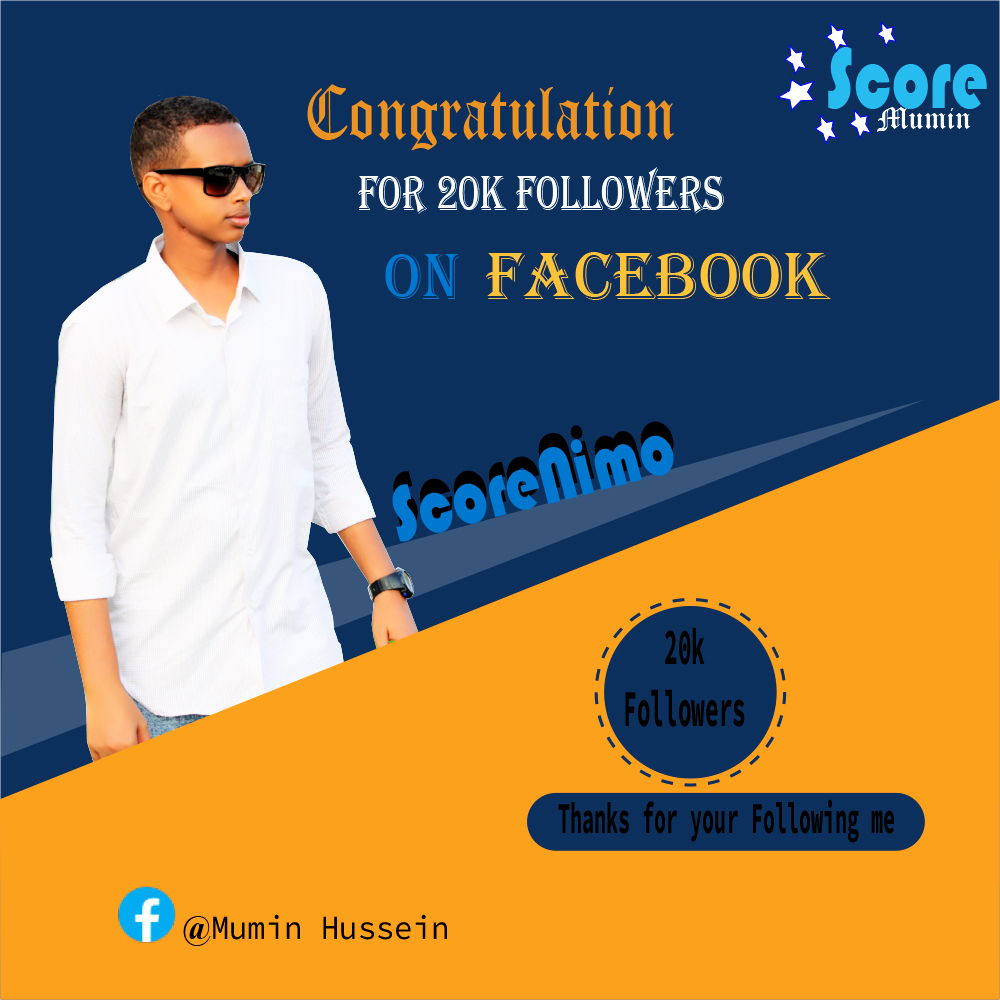 Score
Mumin
Congratulation
FOR 20K FOLLOWERS
ON FACEBOOK
ScoreNimo
20k
Followers
Thanks for your Following me
f @Mumin Hussein